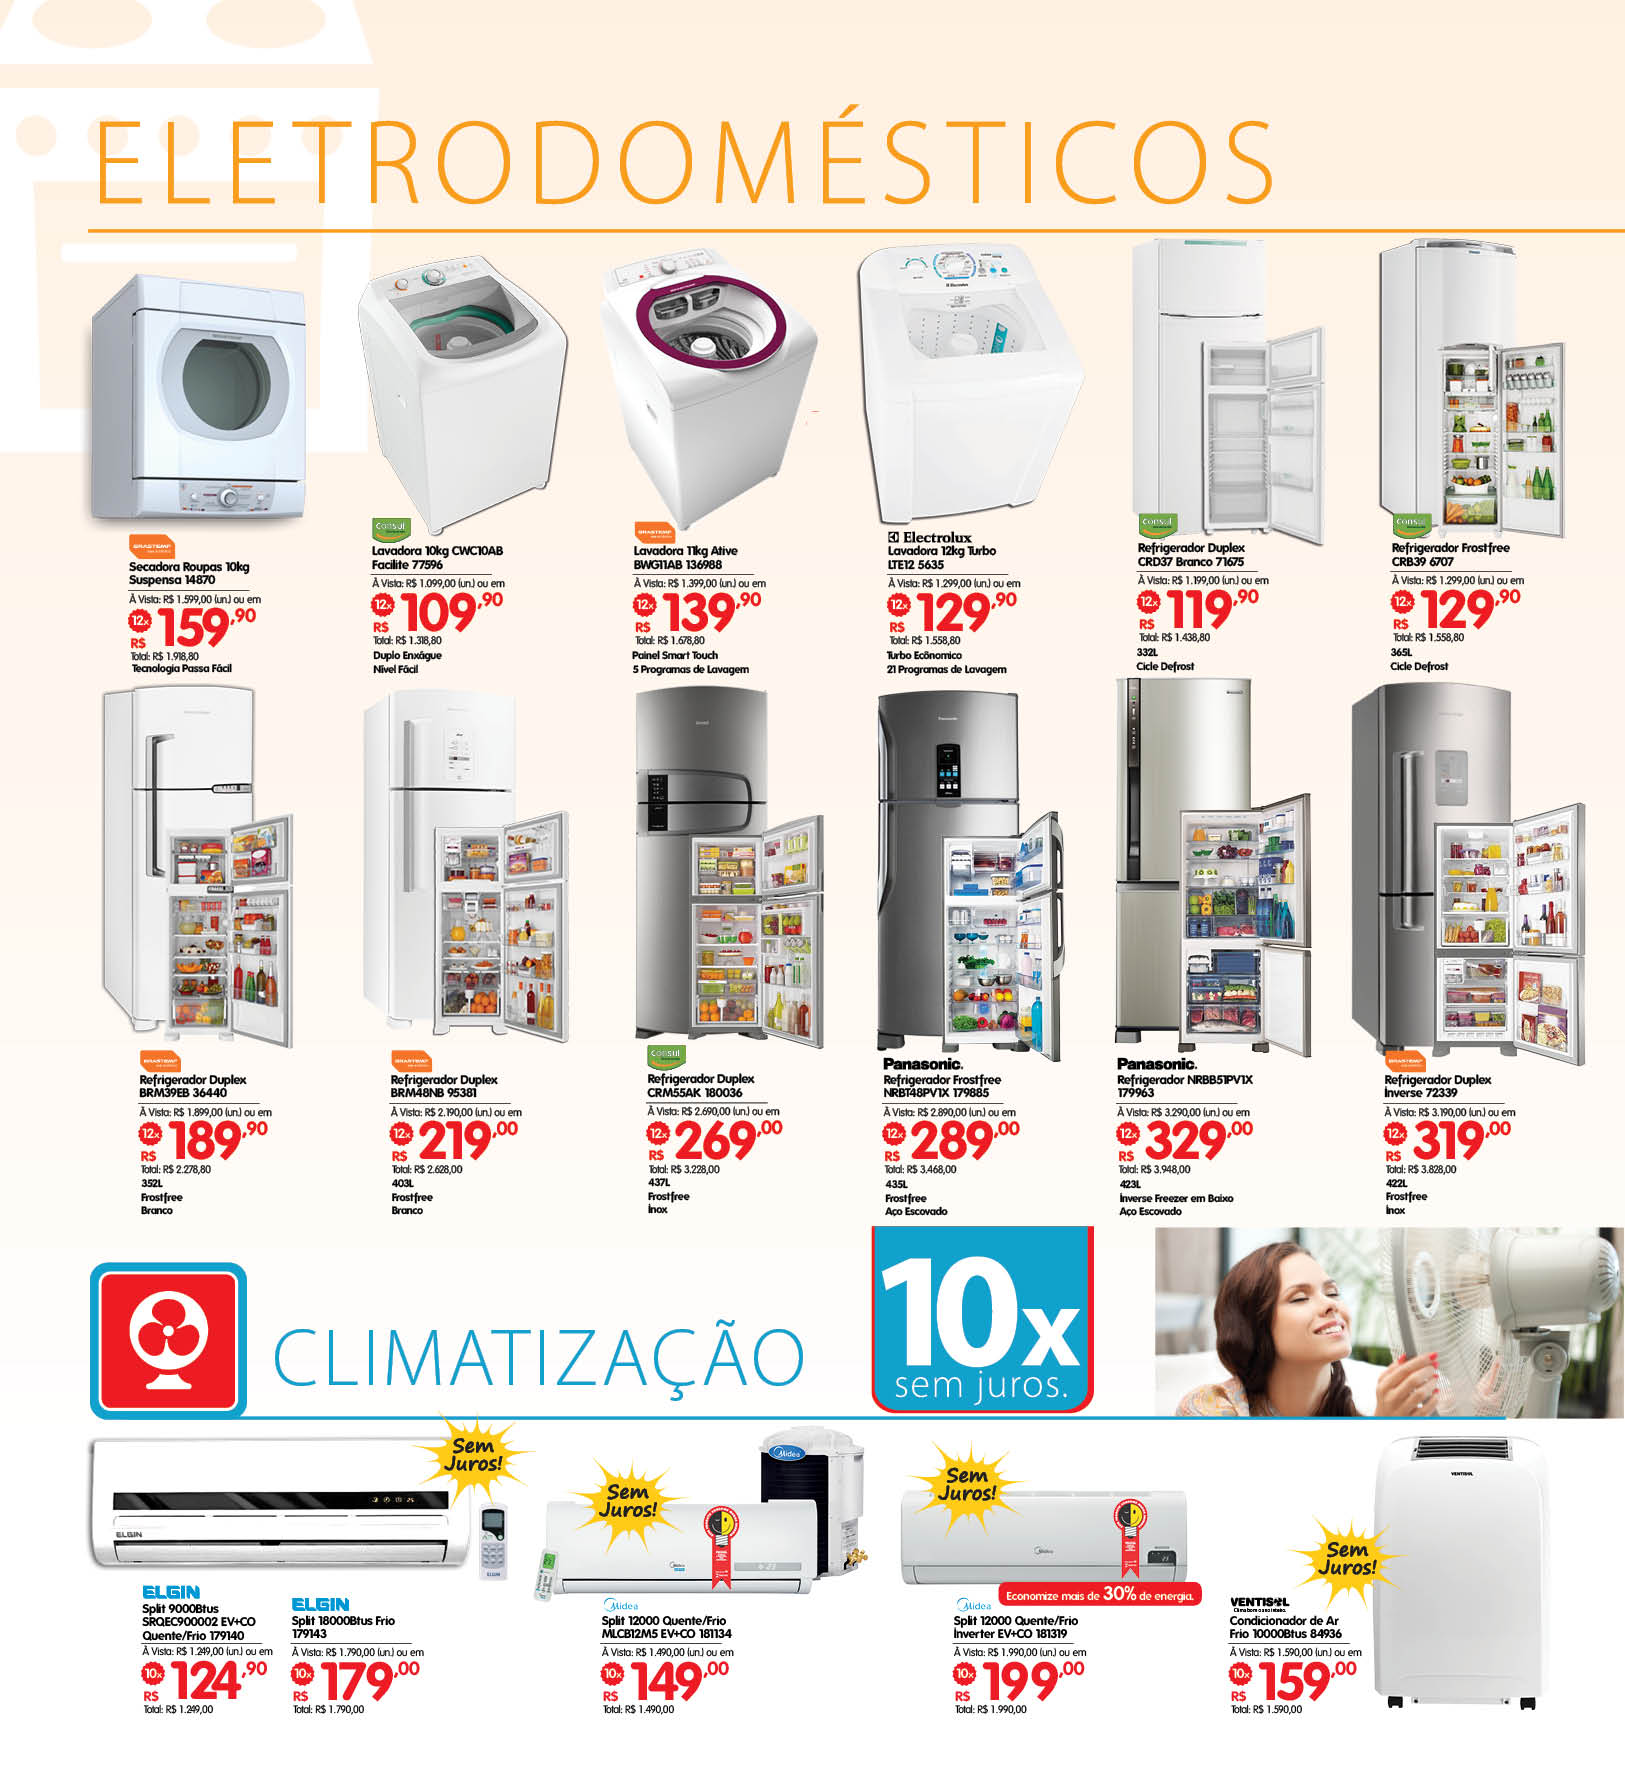 ELETRODOMÉSTICOS
BRASTEMP
Secadora Roupas 10kg
Suspensa 14870
À Vista: R$ 1.599,00 (un.) ou em
12x R$ 159,90
Total: R$ 1.918,80
Tecnologia Passa Fácil
Consul
Lavadora 10kg CWC10AB
Facilite 77596
À Vista: R$ 1.099,00 (un.) ou em
12x R$ 109,90
Total: R$ 1.318,80
Duplo Enxágue
Nível Fácil
BRASTEMP
Lavadora 11kg Ative
BWG11AB 136988
À Vista: R$ 1.399,00 (un.) ou em
12x R$ 139,90
Total: R$ 1.678,80
Painel Smart Touch
5 Programas de Lavagem
Electrolux
Lavadora 12kg Turbo
LTE12 5635
À Vista: R$ 1.299,00 (un.) ou em
12x R$ 129,90
Total: R$ 1.558,80
Turbo Ecônomico
21 Programas de Lavagem
Consul
Refrigerador Duplex
CRD37 Branco 71675
À Vista: R$ 1.199,00 (un.) ou em
12x R$ 119,90
Total: R$ 1.438,80
332L
Cicle Defrost
Consul
Refrigerador Frostfree
CRB39 6707
À Vista: R$ 1.299,00 (un.) ou em
12x R$ 129,90
Total: R$ 1.558,80
365L
Cicle Defrost
BRASTEMP
Refrigerador Duplex
BRM39EB 36440
À Vista: R$ 1.899,00 (un.) ou em
12x R$ 189,90
Total: R$ 2.278,80
352L
Frostfree
Branco
BRASTEMP
Refrigerador Duplex
BRM48NB 95381
À Vista: R$ 2.190,00 (un.) ou em
12x R$ 219,00
Total: R$ 2.628,00
403L
Frostfree
Branco
Consul
Refrigerador Duplex
CRM55AK 180036
À Vista: R$ 2.690,00 (un.) ou em
12x R$ 269,00
Total: R$ 3.228,00
437L
Frostfree
Ínox
Panasonic
Panasonic.
Refrigerador Frostfree
NRBT48PV1X 179885
À Vista: R$ 2.890,00 (un.) ou em
12x R$ 289,00
Total: R$ 3.468,00
435L
Frostfree
Aço Escovado
Panasonic.
Refrigerador NRBB51PV1X
179963
À Vista: R$ 3.290,00 (un.) ou em
12x R$ 329,00
Total: R$ 3.948,00
423L
Ínverse Freezer em Baixo
Aço Escovado
BRASTEMP
Refrigerador Duplex
Ínverse 72339
À Vista: R$ 3.190,00 (un.) ou em
12x R$ 319,00
Total: R$ 3.828,00
422L
Frostfree
Ínox
CLIMATIZAÇÃO
10x
sem juros.
Sem
Juros!
ELGIN
ELGIN
ELGIN
Split 9000Btus
SRQEC900002 EV+CO
Quente/Frio 179140
À Vista: R$ 1.249,00 (un.) ou em
10x R$ 124,90
Total: R$ 1.249,00
ELGIN
Split 18000Btus Frio
179143
À Vista: R$ 1.790,00 (un.) ou em
10x R$ 179,00
Total: R$ 1.790,00
Midea
Sem
Juros!
Midea
Midea
Split 12000 Quente/Frio
MLCB12M5 EV+CO 181134
À Vista: R$ 1.490,00 (un.) ou em
10x R$ 149,00
Total: R$ 1.490,00
Sem
Juros!
Midea
Economize mais de 30% de energia.
Midea
Split 12000 Quente/Frio
Ínverter EV+CO 181319
À Vista: R$ 1.990,00 (un.) ou em
10x R$ 199,00
Total: R$ 1.990,00
VENTISOL
Sem
Juros!
VENTISOL
Condicionador de Ar
Frio 10000Btus 84936
À Vista: R$ 1.590,00 (un.) ou em
10x R$ 159,00
Total: R$ 1.590,00